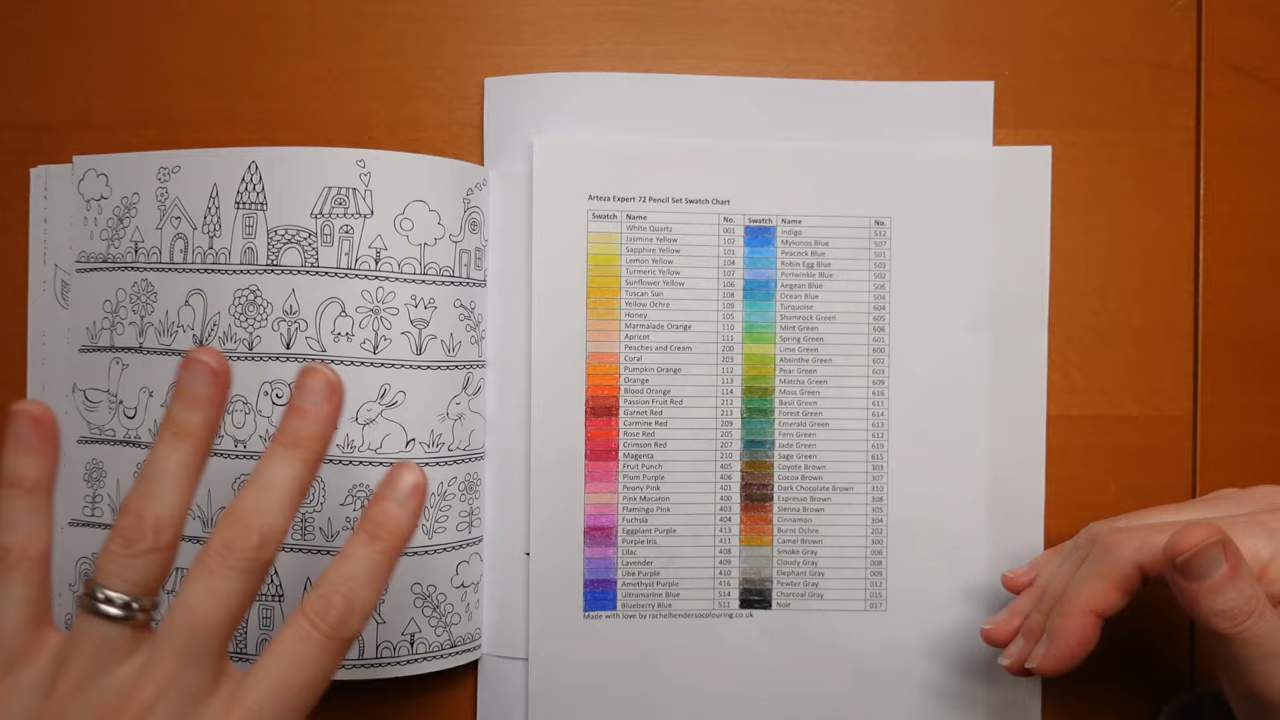 Arteza Expert 72 Pencil Set Swatch Chart
Swatch Name No. Swatch Name No.
White Quartz 001 Indigo 512
Jasmine Yellow 102 Mykonos Blue 507
Sapphire Yellow 101 Peacock Blue 501
Lemon Yellow 104 Robin Egg Blue 503
Turmeric Yellow 107 Periwinkle Blue 502
Sunflower Yellow 106 Aegean Blue 506
Tuscan Sun 108 Ocean Blue 504
Yellow Ochre 109 Turquoise 604
Honey 105 Shamrock Green 605
Marmalade Orange 110 Mint Green 606
Apricot 111 Spring Green 601
Peaches and Cream 200 Lime Green 600
Coral 203 Absinthe Green 602
Pumpkin Orange 112 Pear Green 603
Orange 113 Matcha Green 609
Blood Orange 114 Moss Green 616
Passion Fruit Red 212 Basil Green 611
Garnet Red 213 Forest Green 614
Carmine Red 209 Emerald Green 613
Rose Red 205 Fern Green 612
Crimson Red 207 Jade Green 619
Magenta 210 Sage Green 615
Fruit Punch 405 Coyote Brown 303
Plum Purple 406 Cocoa Brown 307
Peony Pink 401 Dark Chocolate Brown 310
Pink Macaron 400 Espresso Brown 308
Flamingo Pink 403 Sienna Brown 305
Fuchsia 404 Cinnamon 304
Eggplant Purple 413 Burnt Ochre 202
Purple Iris 411 Camel Brown 300
Lilac 408 Smoke Gray 006
Lavender 409 Cloudy Gray 008
Ube Purple 410 Elephant Gray 009
Amethyst Purple 416 Pewter Gray 012
Ultramarine Blue 514 Charcoal Gray 015
Blueberry Blue 511 Noir 017
Made with love by rachelhendersocolouring.co.uk